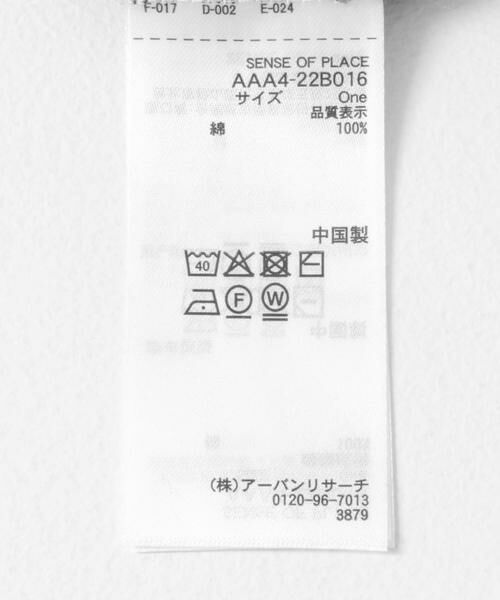 F-017 D-002 E-024
SENSE OF PLACE
AAA4-22B016
サイズ One
品質表示
綿 100%
中国製
40
F W
(株)アーバンリサーチ
0120-96-7013
3879